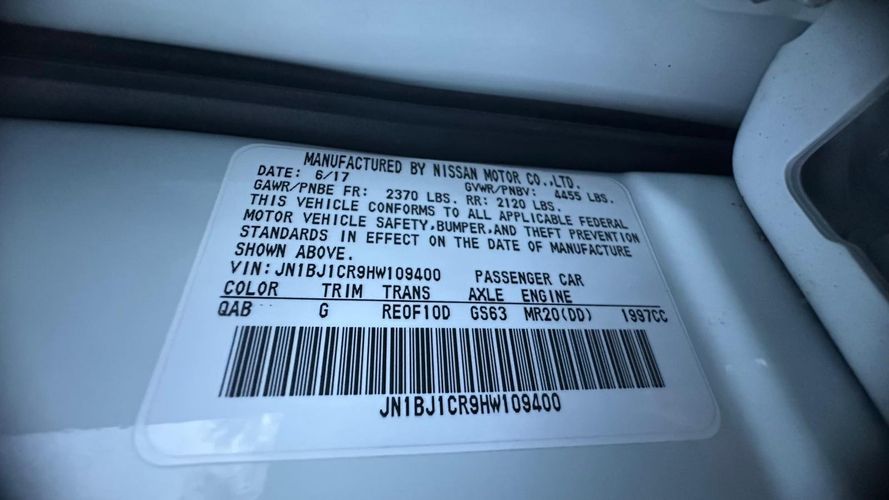 MANUFACTURED BY NISSAN MOTOR CO.,LTD.
DATE: 6/17 GVWR/PNBV: 4455 LBS.
GAWR/PNBE FR: 2370 LBS. RR: 2120 LBS.
THIS VEHICLE CONFORMS TO ALL APPLICABLE FEDERAL
MOTOR VEHICLE SAFETY,BUMPER,AND THEFT PREVENTION
STANDARDS IN EFFECT ON THE DATE OF MANUFACTURE
SHOWN ABOVE.
VIN:JN1BJ1CR9HW109400 PASSENGER CAR
COLOR TRIM TRANS AXLE ENGINE
QAB G RE0F10D GS63 MR20(DD) 1997CC
JN1BJ1CR9HW109400